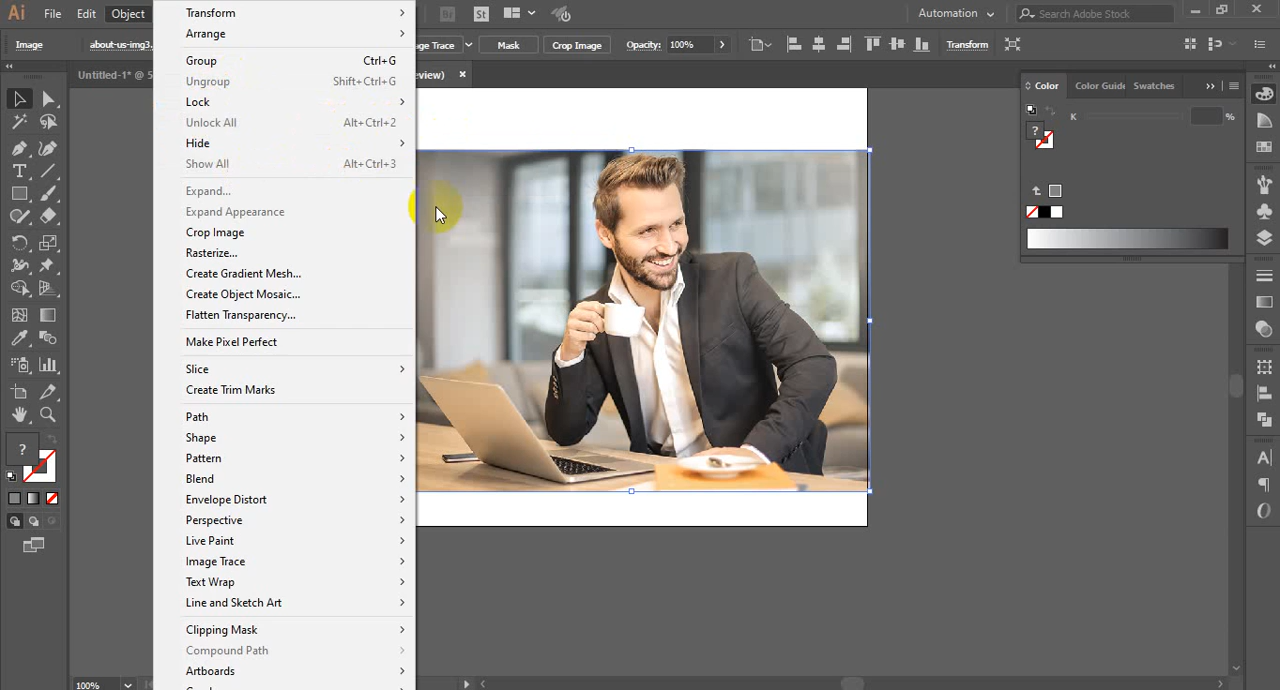 Ai File Edit Object Br St Automation Search Adobe Stock
Image about-us-img3. ge Trace Mask Crop Image Opacity: 100% Transform
Untitled-1* @ 5 eview)
Transform
Arrange
Group Ctrl+G
Ungroup Shift+Ctrl+G
Lock
Unlock All Alt+Ctrl+2
Hide
Show All Alt+Ctrl+3
Expand...
Expand Appearance
Crop Image
Rasterize...
Create Gradient Mesh...
Create Object Mosaic...
Flatten Transparency...
Make Pixel Perfect
Slice
Create Trim Marks
Path
Shape
Pattern
Blend
Envelope Distort
Perspective
Live Paint
Image Trace
Text Wrap
Line and Sketch Art
Clipping Mask
Compound Path
Artboards
Color Color Guide Swatches
K %
?
?
100%